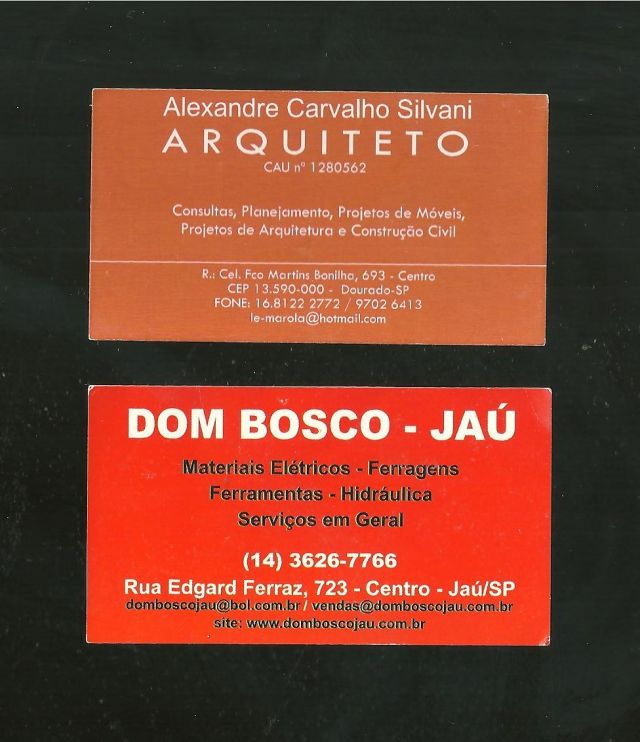 Alexandre Carvalho Silvani
ARQUITETO
CAU nº 1280562
Consultas, Planejamento, Projetos de Móveis,
Projetos de Arquitetura e Construção Civil
R.: Cel. Fco Martins Bonilha, 693 - Centro
CEP 13.590-000 - Dourado-SP
FONE: 16.8122 2772 / 9702 6413
le-marola@hotmail.com
DOM BOSCO - JAÚ
Materiais Elétricos - Ferragens
Ferramentas - Hidráulica
Serviços em Geral
(14) 3626-7766
Rua Edgard Ferraz, 723 - Centro - Jaú/SP
domboscojau@bol.com.br / vendas@domboscojau.com.br
site: www.domboscojau.com.br